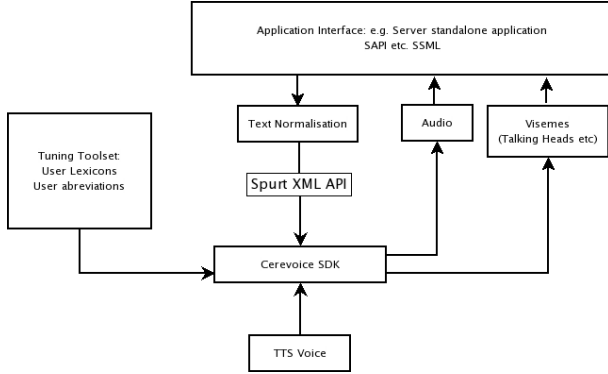 Application Interface: e.g. Server standalone application
SAPI etc. SSML
Text Normalisation
Audio
Visemes
(Talking Heads etc)
Tuning Toolset:
User Lexicons
User abreviations
Spurt XML API
Cerevoice SDK
TTS Voice